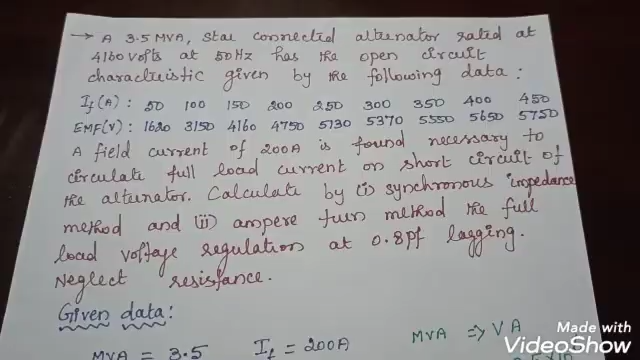 → A 3.5 MVA, star connected alternator rated at
4160 volts at 50Hz has the open circuit
characteristic given by the following data:
If(A): 50 100 150 200 250 300 350 400 450
EMF(V): 1620 3150 4160 4750 5130 5370 5550 5650 5750
A field current of 200A is found necessary to
circulate full load current on short circuit of
the alternator. Calculate by (i) synchronous impedance
method and (ii) ampere turn method the full
load voltage regulation at 0.8pf lagging.
Neglect resistance.
Given data:
MVA = 3.5 If = 200A MVA => VA
Made with
VideoShow